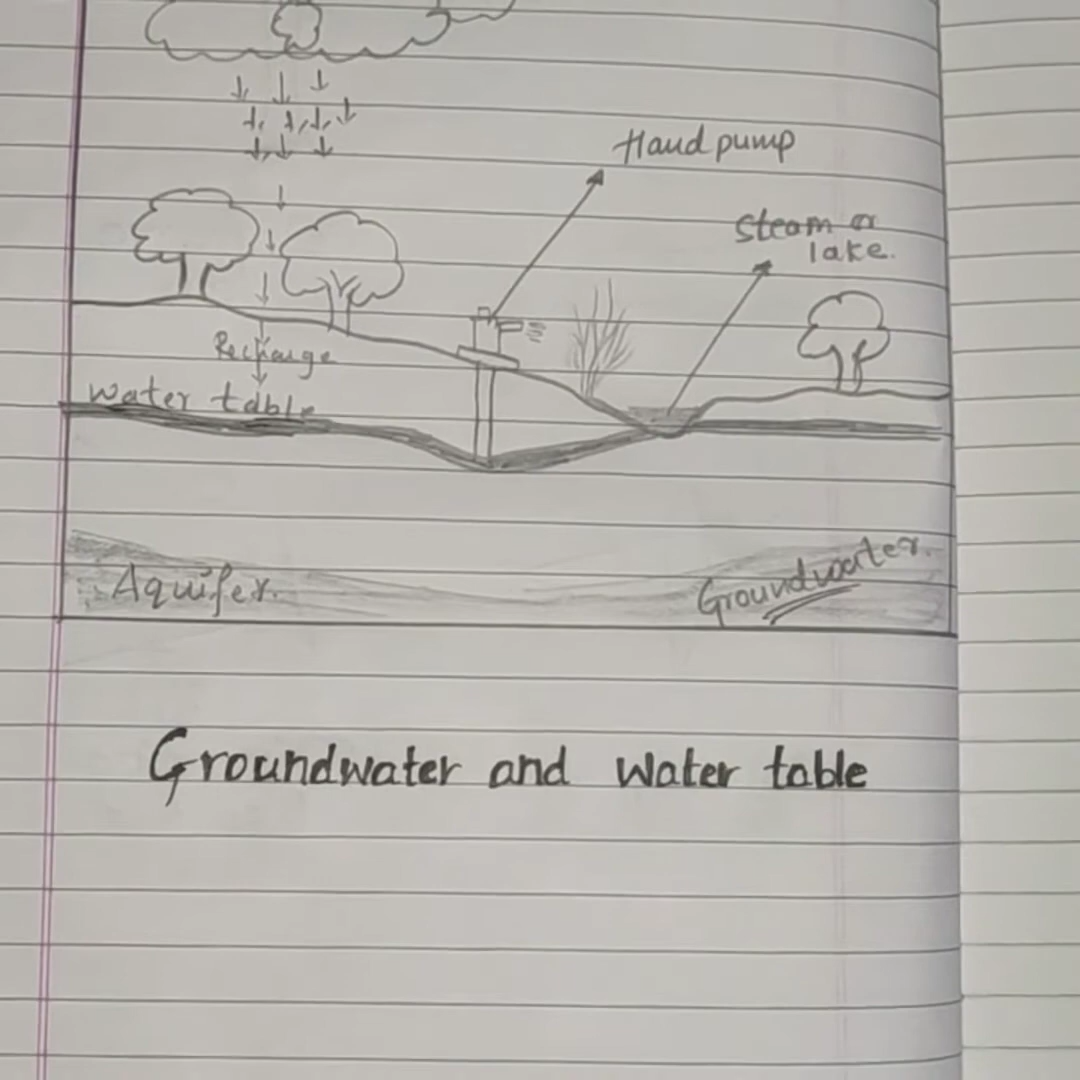 Hand pump
Steam or
lake.
Recharge
water table
Aquifer.
Groundwater.
Groundwater and water table